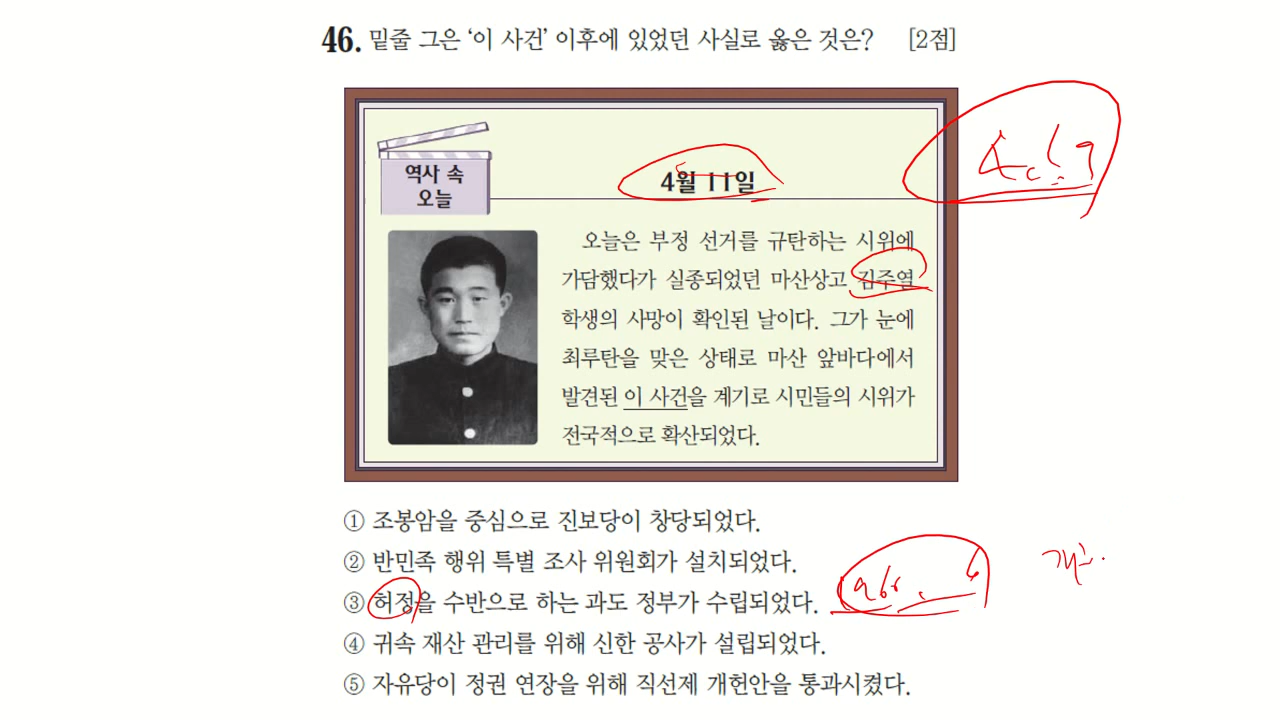 46. 밑줄 그은 '이 사건' 이후에 있었던 사실로 옳은 것은? [2점]
역사 속
오늘
4월 11일
오늘은 부정 선거를 규탄하는 시위에
가담했다가 실종되었던 마산상고 김주열
학생의 사망이 확인된 날이다. 그가 눈에
최루탄을 맞은 상태로 마산 앞바다에서
발견된 이 사건을 계기로 시민들의 시위가
전국적으로 확산되었다.
① 조봉암을 중심으로 진보당이 창당되었다.
② 반민족 행위 특별 조사 위원회가 설치되었다.
③ 허정을 수반으로 하는 과도 정부가 수립되었다.
④ 귀속 재산 관리를 위해 신한 공사가 설립되었다.
⑤ 자유당이 정권 연장을 위해 직선제 개헌안을 통과시켰다.